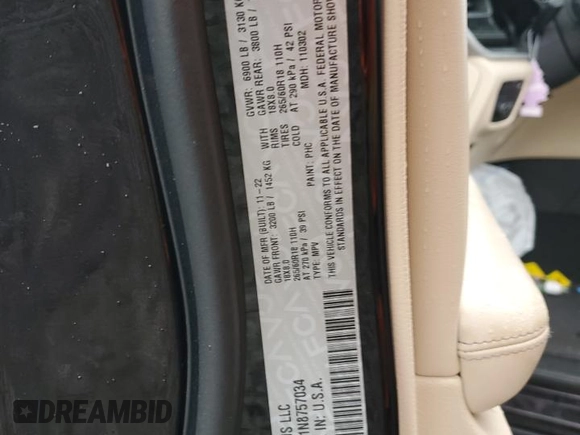 DATE OF MFR (BUILT): 11-22
GVWR: 6900 LB / 3130 KG
GAWR FRONT: 3200 LB / 1452 KG
WITH
GAWR REAR: 3800 LB /
18X8.0
RIMS
18X8.0
265/60R18 110H
TIRES
265/60R18 110H
AT 270 kPa / 39 PSI
COLD
AT 290 kPa / 42 PSI
TYPE: MPV
PAINT: PHC
MDH: 110302
THIS VEHICLE CONFORMS TO ALL APPLICABLE U.S.A. FEDERAL MOTOR
STANDARDS IN EFFECT ON THE DATE OF MANUFACTURE SHOW
S LLC
1N8757034
IN: U.S.A.
DREAMBID